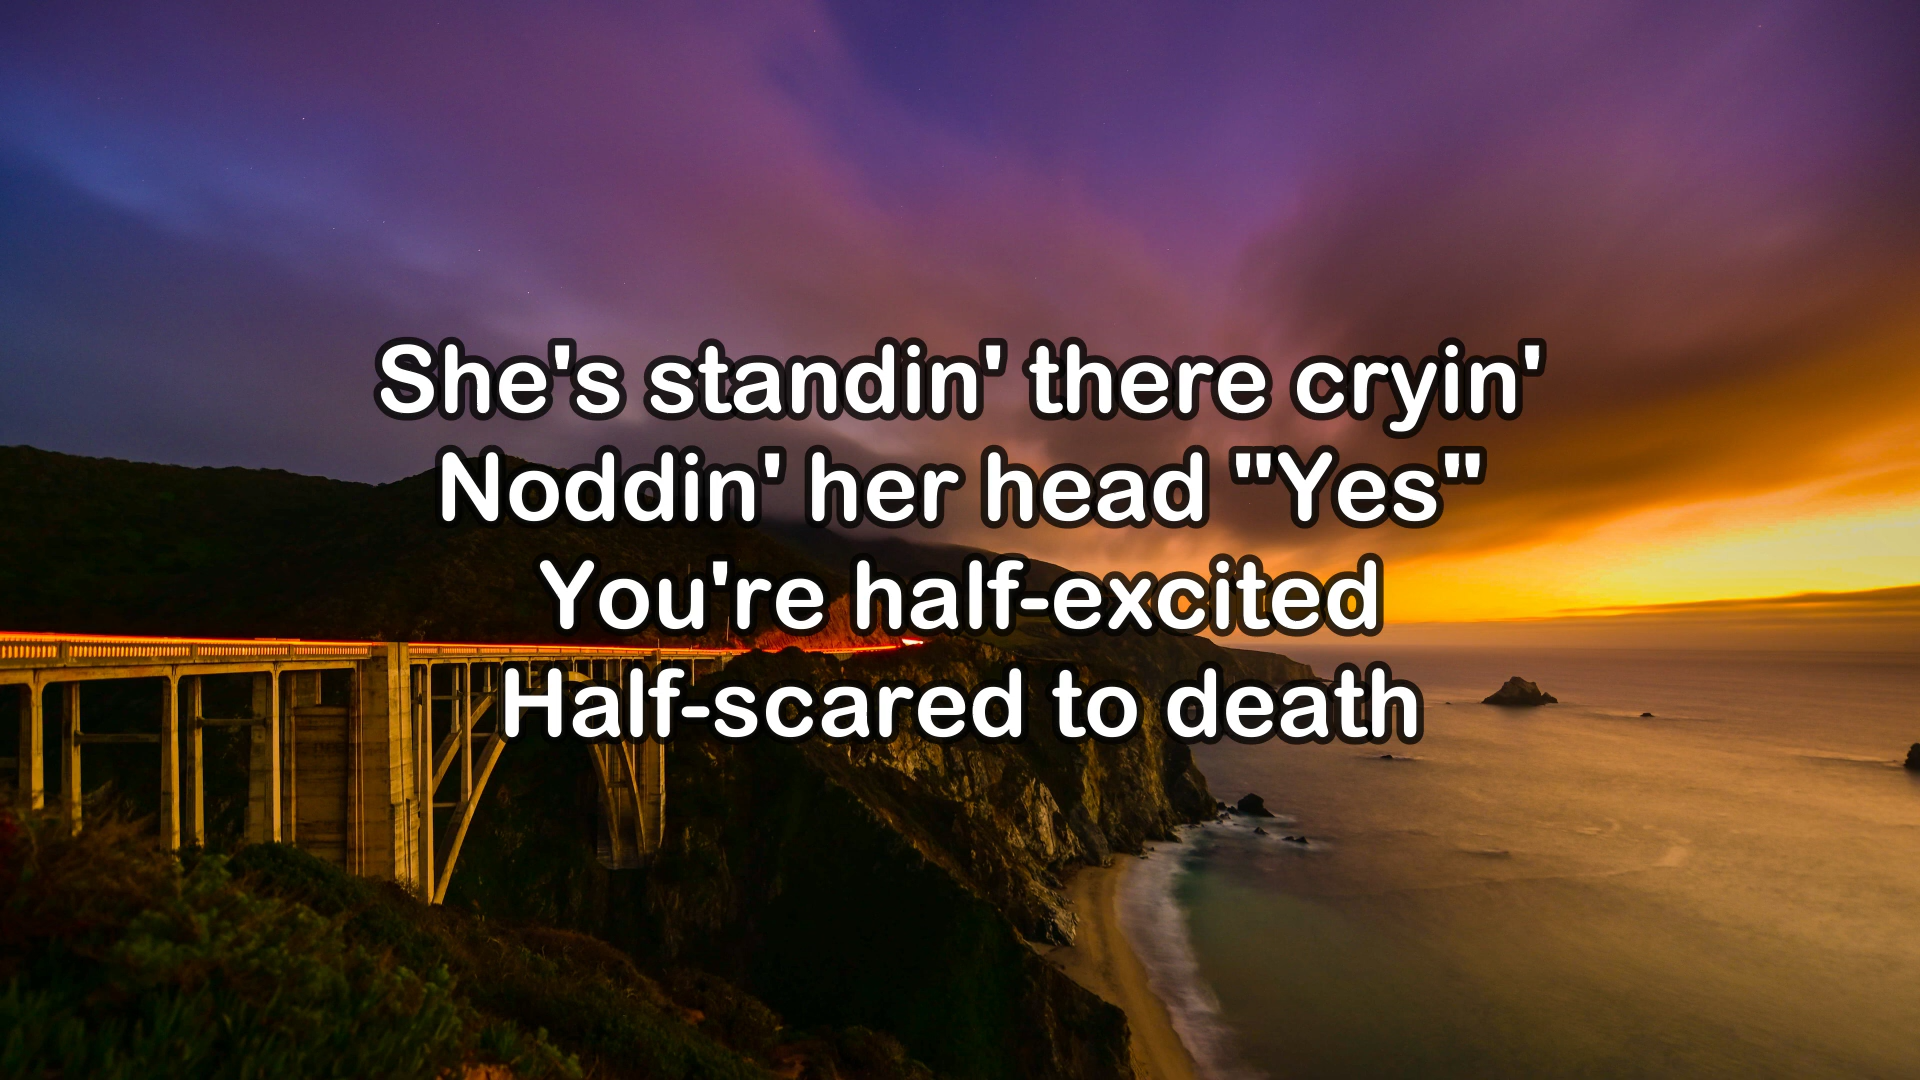 She's standin' there cryin'
Noddin' her head "Yes"
You're half-excited
Half-scared to death